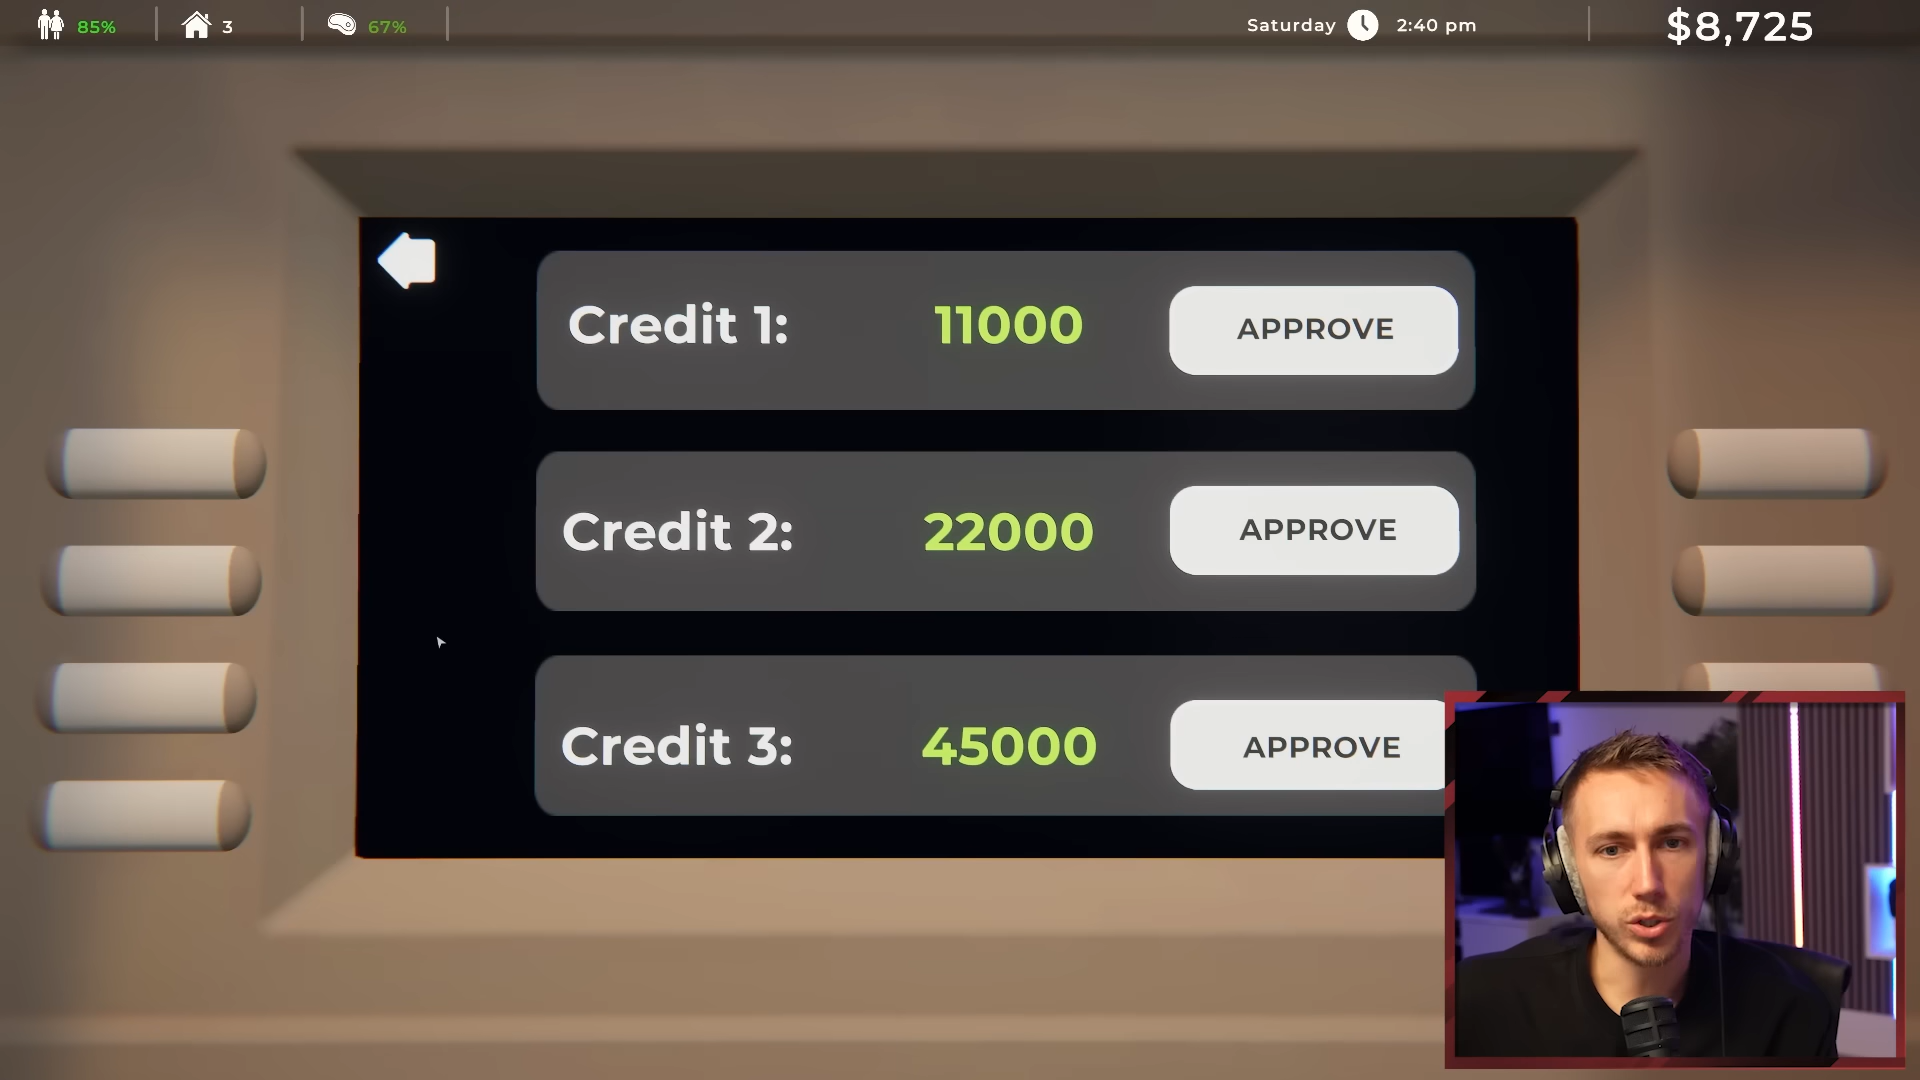 85%
3
67%
Saturday 2:40 pm
$8,725
Credit 1: 11000 APPROVE
Credit 2: 22000 APPROVE
Credit 3: 45000 APPROVE